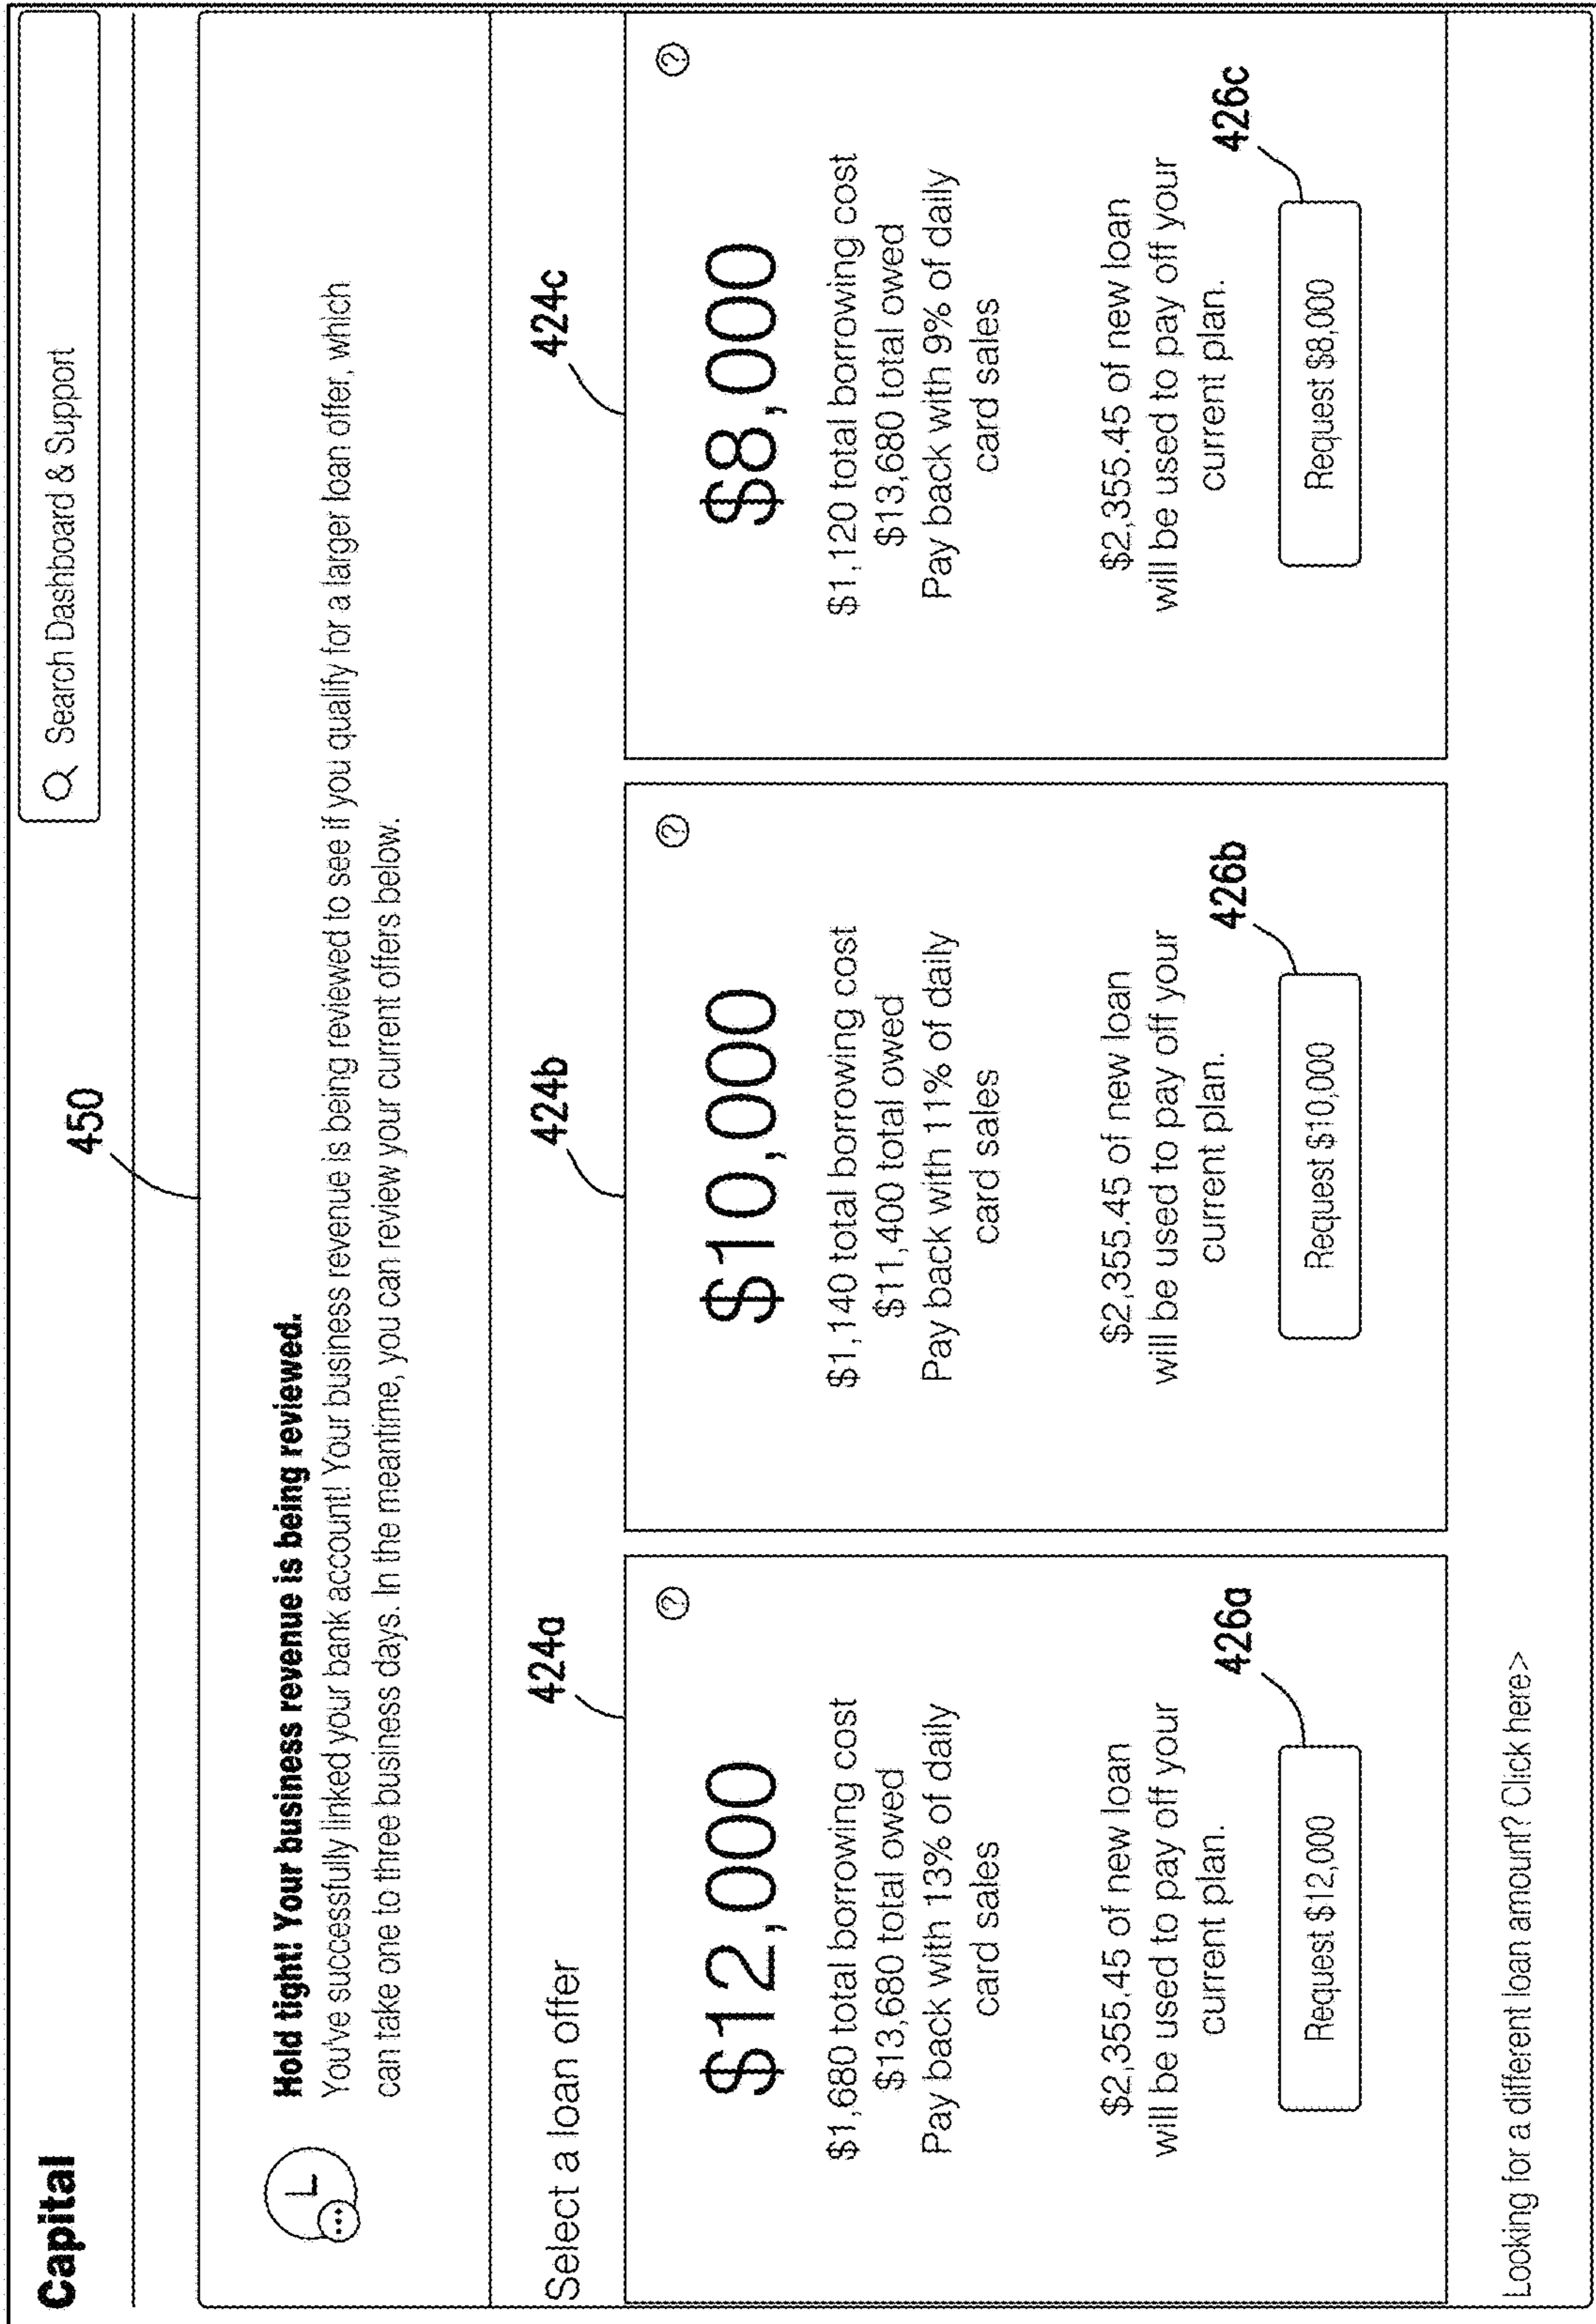 Capital
Search Dashboard & Support
450
Hold tight! Your business revenue is being reviewed.
You've successfully linked your bank account! Your business revenue is being reviewed to see if you qualify for a larger loan offer, which
can take one to three business days. In the meantime, you can review your current offers below.
Select a loan offer
424a
$12,000
$1,680 total borrowing cost
$13,680 total owed
Pay back with 13% of daily
card sales
$2,355.45 of new loan
will be used to pay off your
current plan.
426a
Request $12,000
424b
$10,000
$1,140 total borrowing cost
$11,400 total owed
Pay back with 11% of daily
card sales
$2,355.45 of new loan
will be used to pay off your
current plan.
426b
Request $10,000
424c
$8,000
$1,120 total borrowing cost
$13,680 total owed
Pay back with 9% of daily
card sales
$2,355.45 of new loan
will be used to pay off your
current plan.
426c
Request $8,000
Looking for a different loan amount? Click here>